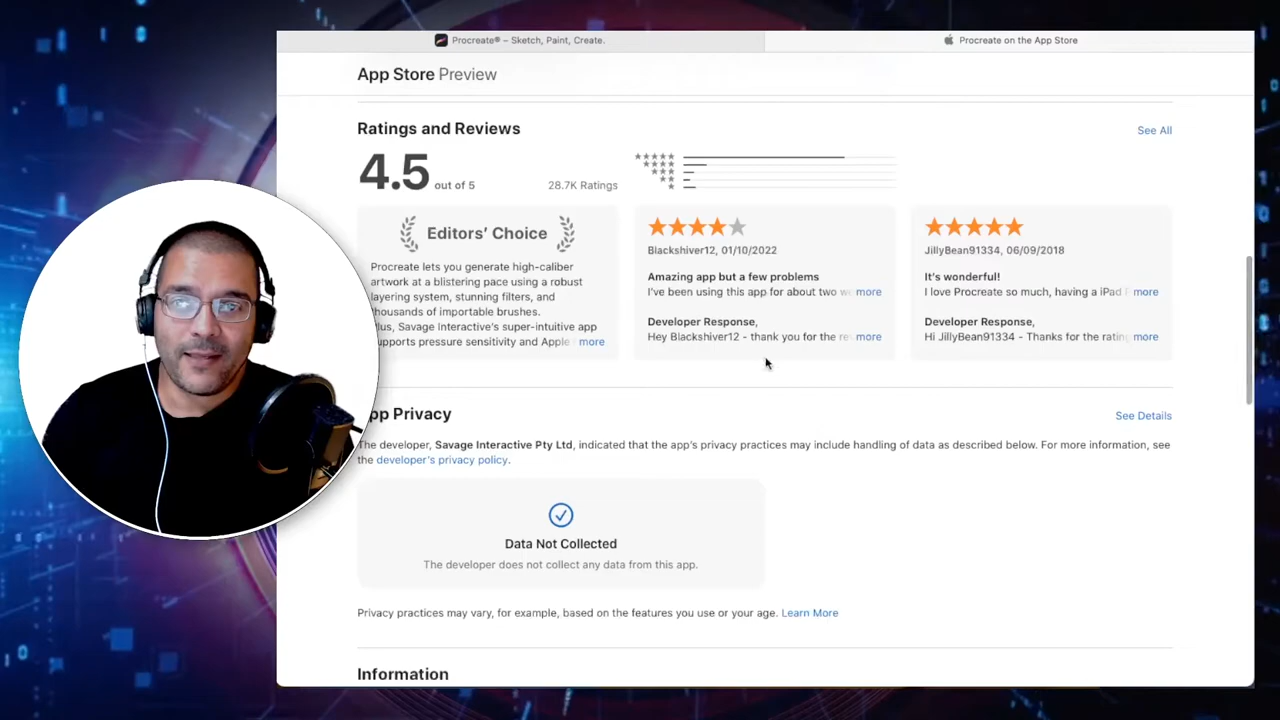 Procreate® – Sketch, Paint, Create.
Procreate on the App Store
App Store Preview
Ratings and Reviews
See All
4.5 out of 5
28.7K Ratings
Editors' Choice
Procreate lets you generate high-caliber
artwork at a blistering pace using a robust
layering system, stunning filters, and
thousands of importable brushes.
Plus, Savage Interactive's super-intuitive app
supports pressure sensitivity and Apple more
Blackshiver12, 01/10/2022
Amazing app but a few problems
I've been using this app for about two more
Developer Response,
Hey Blackshiver12 - thank you for the more
JillyBean91334, 06/09/2018
It's wonderful!
I love Procreate so much, having a iPad more
Developer Response,
Hi JillyBean91334 - Thanks for the rating more
App Privacy
See Details
The developer, Savage Interactive Pty Ltd, indicated that the app's privacy practices may include handling of data as described below. For more information, see
the developer's privacy policy.
Data Not Collected
The developer does not collect any data from this app.
Privacy practices may vary, for example, based on the features you use or your age. Learn More
Information